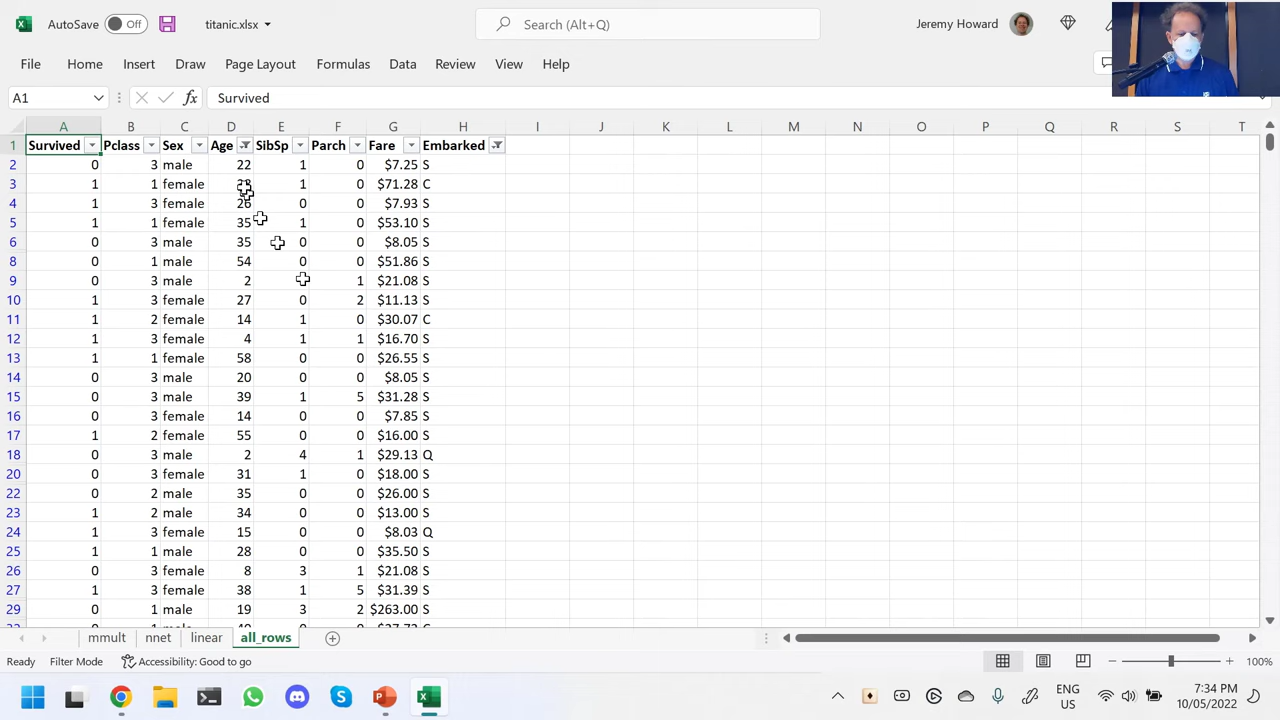 AutoSave Off titanic.xlsx Search (Alt+Q) Jeremy Howard
File Home Insert Draw Page Layout Formulas Data Review View Help
A1 fx Survived
A B C D E F G H I J K L M N O P Q R S T
1 Survived Pclass Sex Age SibSp Parch Fare Embarked
2 0 3 male 22 1 0 $7.25 S
3 1 1 female 1 0 $71.28 C
4 1 3 female 26 0 0 $7.93 S
5 1 1 female 35 1 0 $53.10 S
6 0 3 male 35 0 0 $8.05 S
8 0 1 male 54 0 0 $51.86 S
9 0 3 male 2 1 $21.08 S
10 1 3 female 27 0 2 $11.13 S
11 1 2 female 14 1 0 $30.07 C
12 1 3 female 4 1 1 $16.70 S
13 1 1 female 58 0 0 $26.55 S
14 0 3 male 20 0 0 $8.05 S
15 0 3 male 39 1 5 $31.28 S
16 0 3 female 14 0 0 $7.85 S
17 1 2 female 55 0 0 $16.00 S
18 0 3 male 2 4 1 $29.13 Q
20 0 3 female 31 1 0 $18.00 S
22 0 2 male 35 0 0 $26.00 S
23 1 2 male 34 0 0 $13.00 S
24 1 3 female 15 0 0 $8.03 Q
25 1 1 male 28 0 0 $35.50 S
26 0 3 female 8 3 1 $21.08 S
27 1 3 female 38 1 5 $31.39 S
29 0 1 male 19 3 2 $263.00 S
mmult nnet linear all_rows
Ready Filter Mode Accessibility: Good to go 100%
ENG 7:34 PM
US 10/05/2022